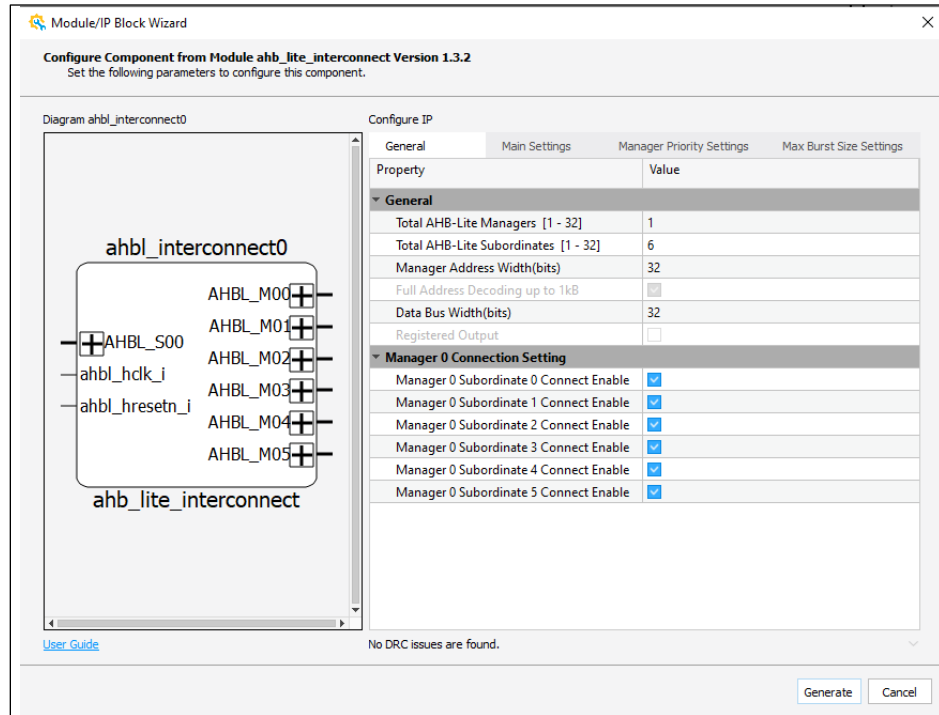 Module/IP Block Wizard
Configure Component from Module ahb_lite_interconnect Version 1.3.2
Set the following parameters to configure this component.
Diagram ahbl_interconnect0
ahbl_interconnect0
AHBL_M00
AHBL_M01
AHBL_S00
AHBL_M02
ahbl_hclk_i
AHBL_M03
ahbl_hresetn_i
AHBL_M04
AHBL_M05
ahb_lite_interconnect
User Guide
Configure IP
General Main Settings Manager Priority Settings Max Burst Size Settings
Property Value
General
Total AHB-Lite Managers [1 - 32] 1
Total AHB-Lite Subordinates [1 - 32] 6
Manager Address Width(bits) 32
Full Address Decoding up to 1kB
Data Bus Width(bits) 32
Registered Output
Manager 0 Connection Setting
Manager 0 Subordinate 0 Connect Enable
Manager 0 Subordinate 1 Connect Enable
Manager 0 Subordinate 2 Connect Enable
Manager 0 Subordinate 3 Connect Enable
Manager 0 Subordinate 4 Connect Enable
Manager 0 Subordinate 5 Connect Enable
No DRC issues are found.
Generate Cancel